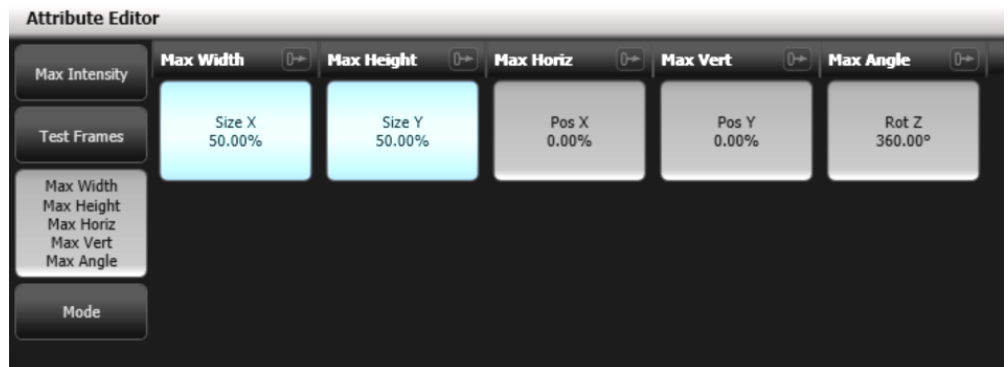 Attribute Editor
Max Intensity
Test Frames
Max Width
Max Height
Max Horiz
Max Vert
Max Angle
Mode
Max Width
Size X
50.00%
Max Height
Size Y
50.00%
Max Horiz
Pos X
0.00%
Max Vert
Pos Y
0.00%
Max Angle
Rot Z
360.00°